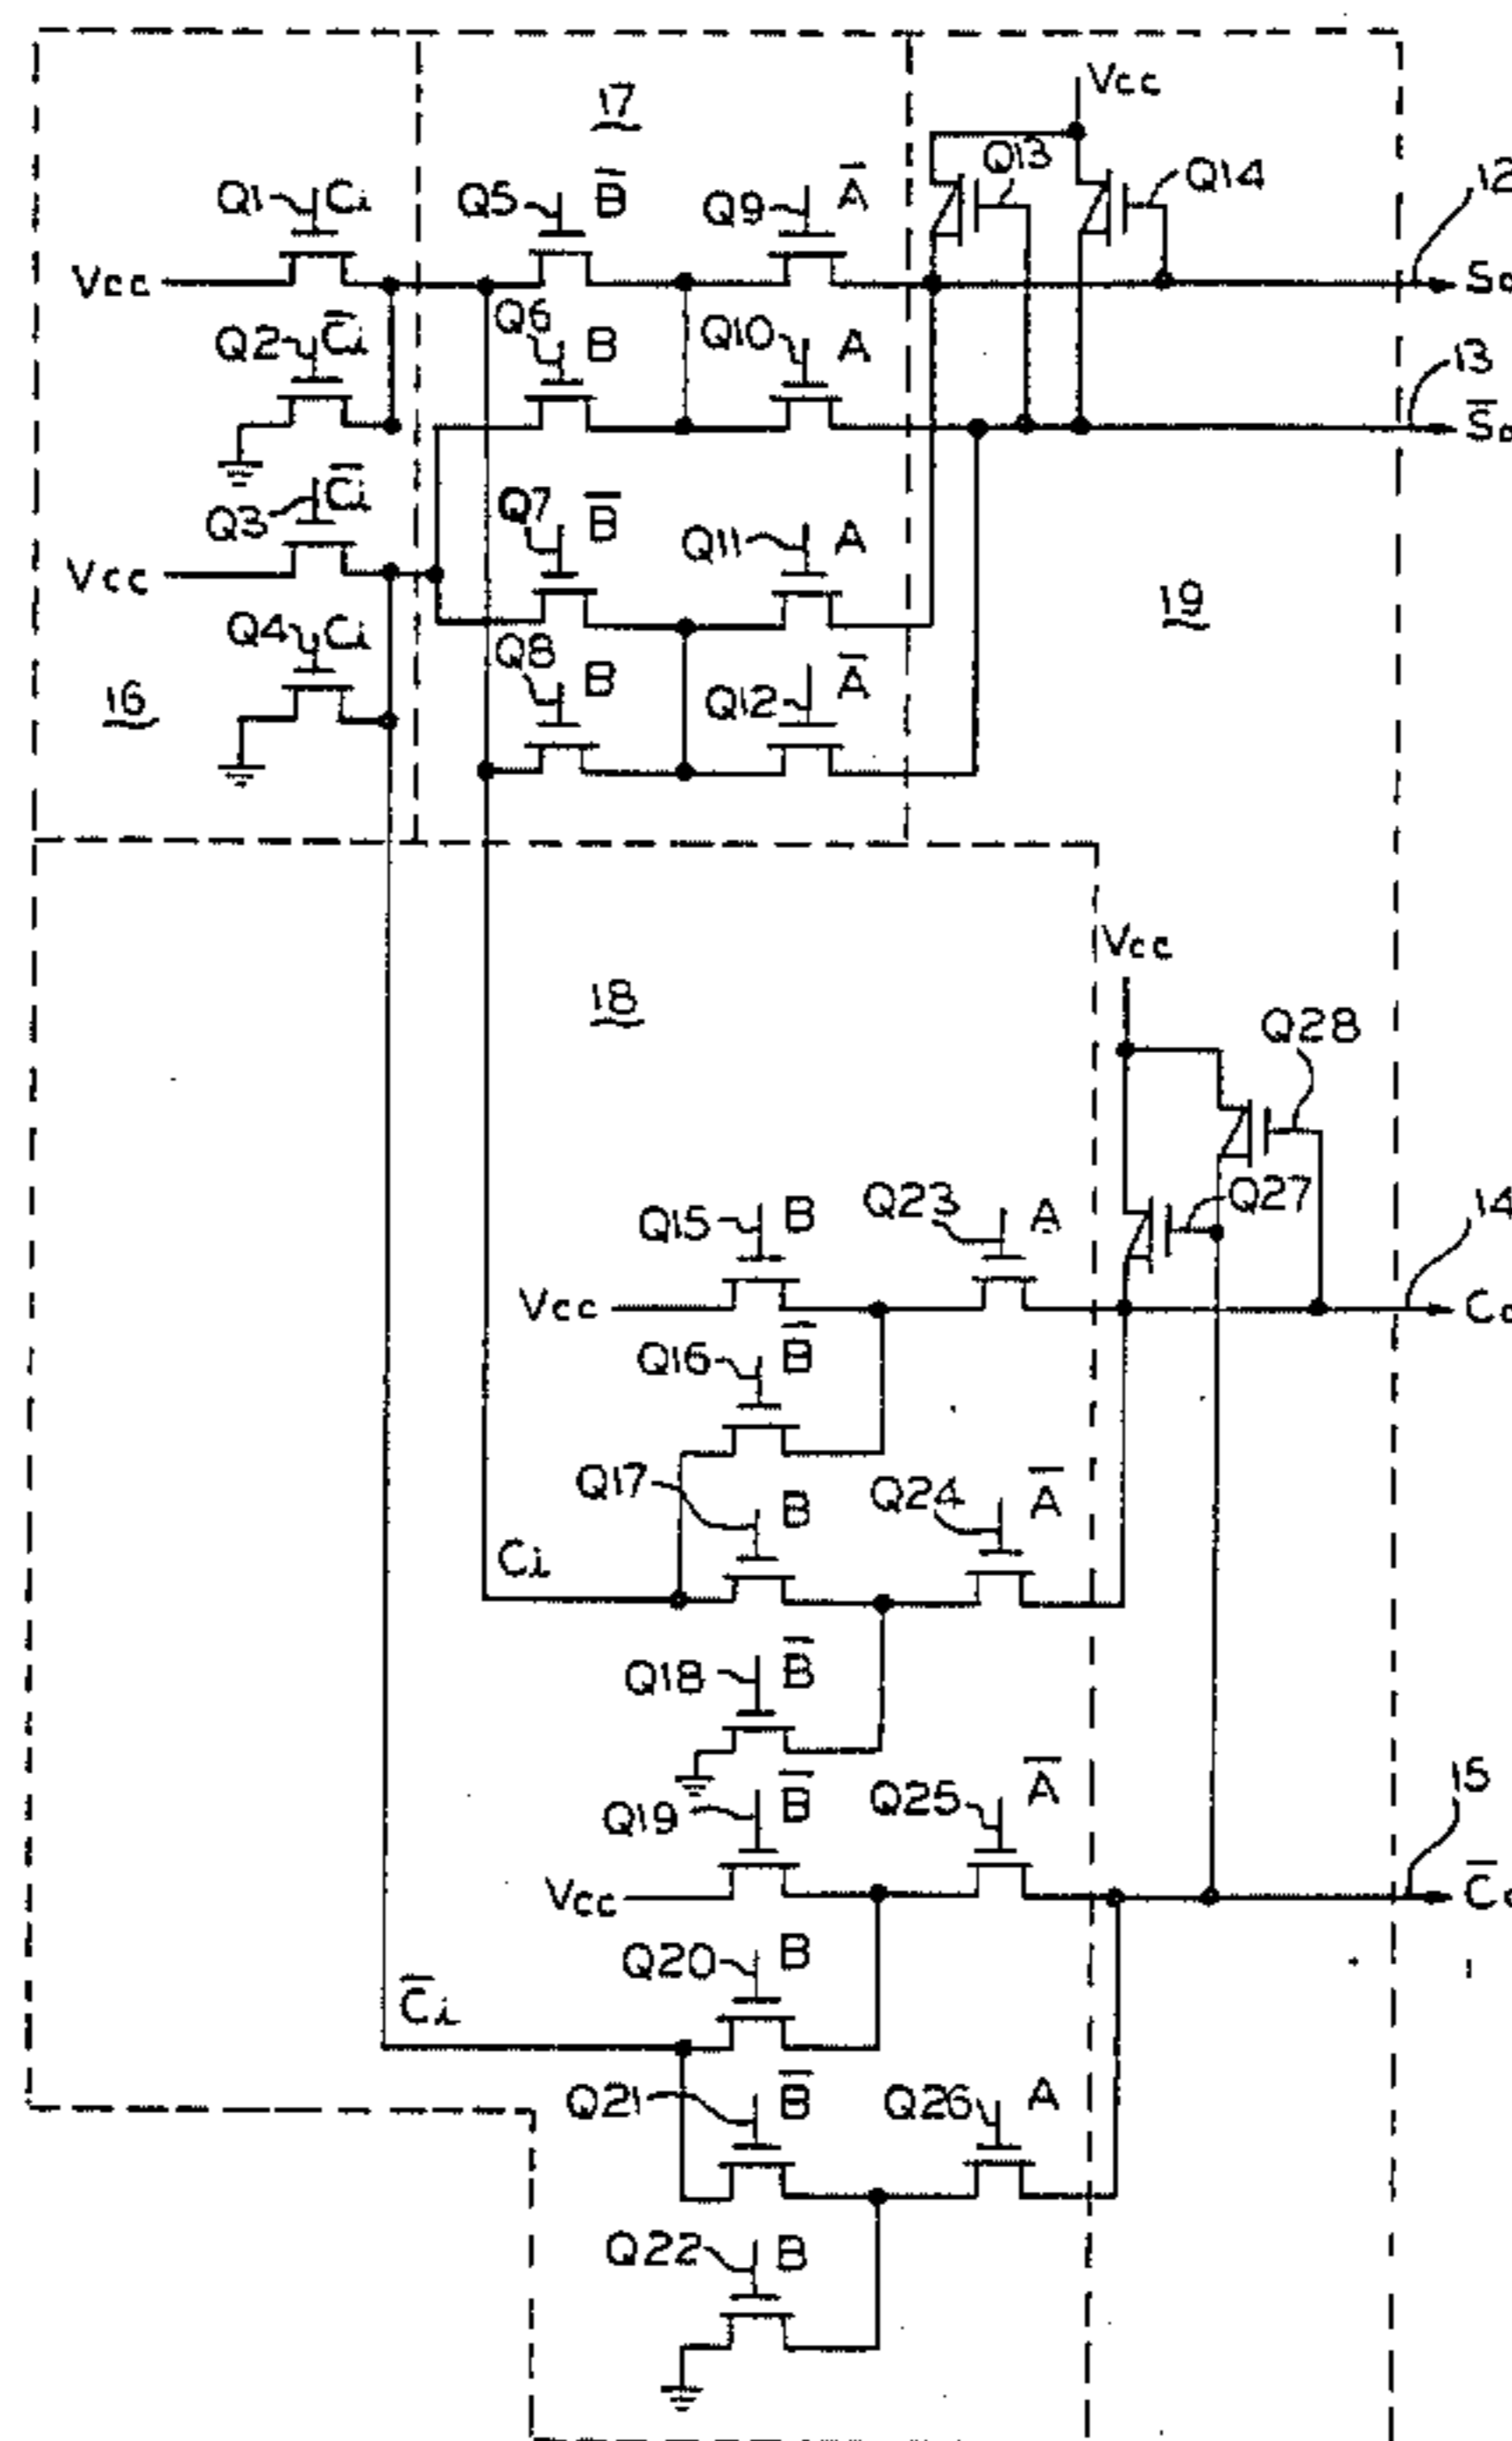 Vcc
17
Q1 Ci
Q5 B̅
Q9 A̅
Q13
Q14
12
Vcc
So
Q2 C̅i
Q6 B
Q10 A
13
S̅o
Q3 C̅i
Q7 B̅
Q11 A
Vcc
19
Q4 Ci
Q8 B
Q12 A̅
16
Vcc
18
Q28
Q27
Q15 B
Q23 A
14
Vcc
Co
Q16 B̅
Q17 B
Q24 A̅
Ci
Q18 B̅
Q19 B̅
Q25 A̅
15
Vcc
C̅o
Q20 B
C̅i
Q21 B̅
Q26 A
Q22 B